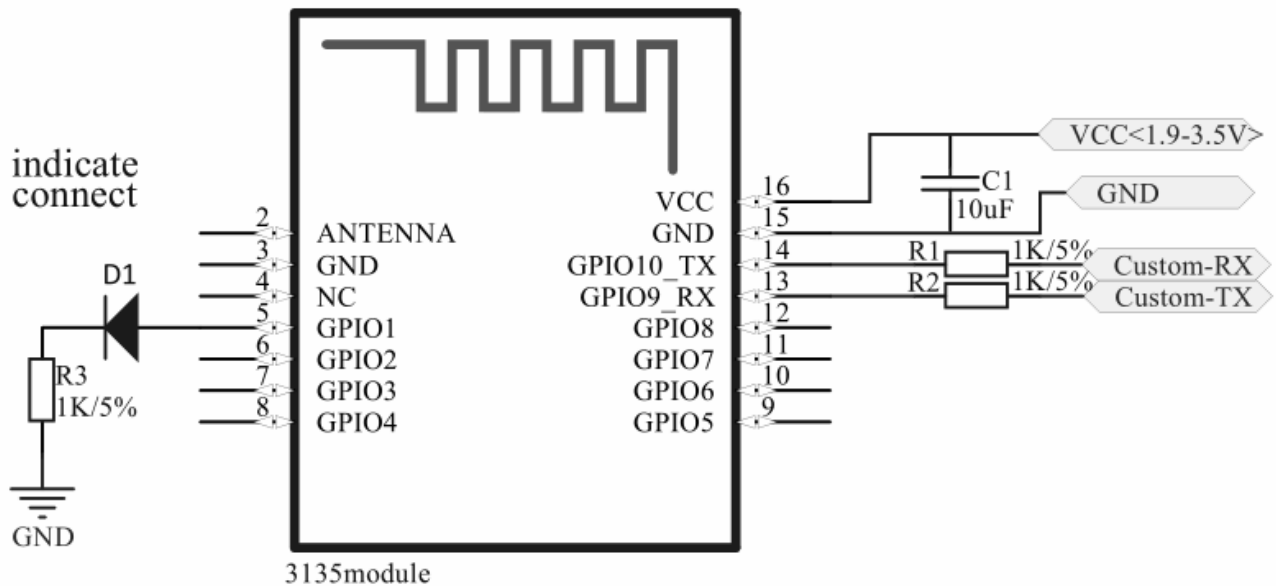 indicate
connect
D1
R3
1K/5%
GND
2 ANTENNA
3 GND
4 NC
5 GPIO1
6 GPIO2
7 GPIO3
8 GPIO4
VCC 16
GND 15
GPIO10_TX 14
GPIO9_RX 13
GPIO8 12
GPIO7 11
GPIO6 10
GPIO5 9
C1
10uF
VCC<1.9-3.5V>
GND
R1 1K/5% Custom-RX
R2 1K/5% Custom-TX
3135module